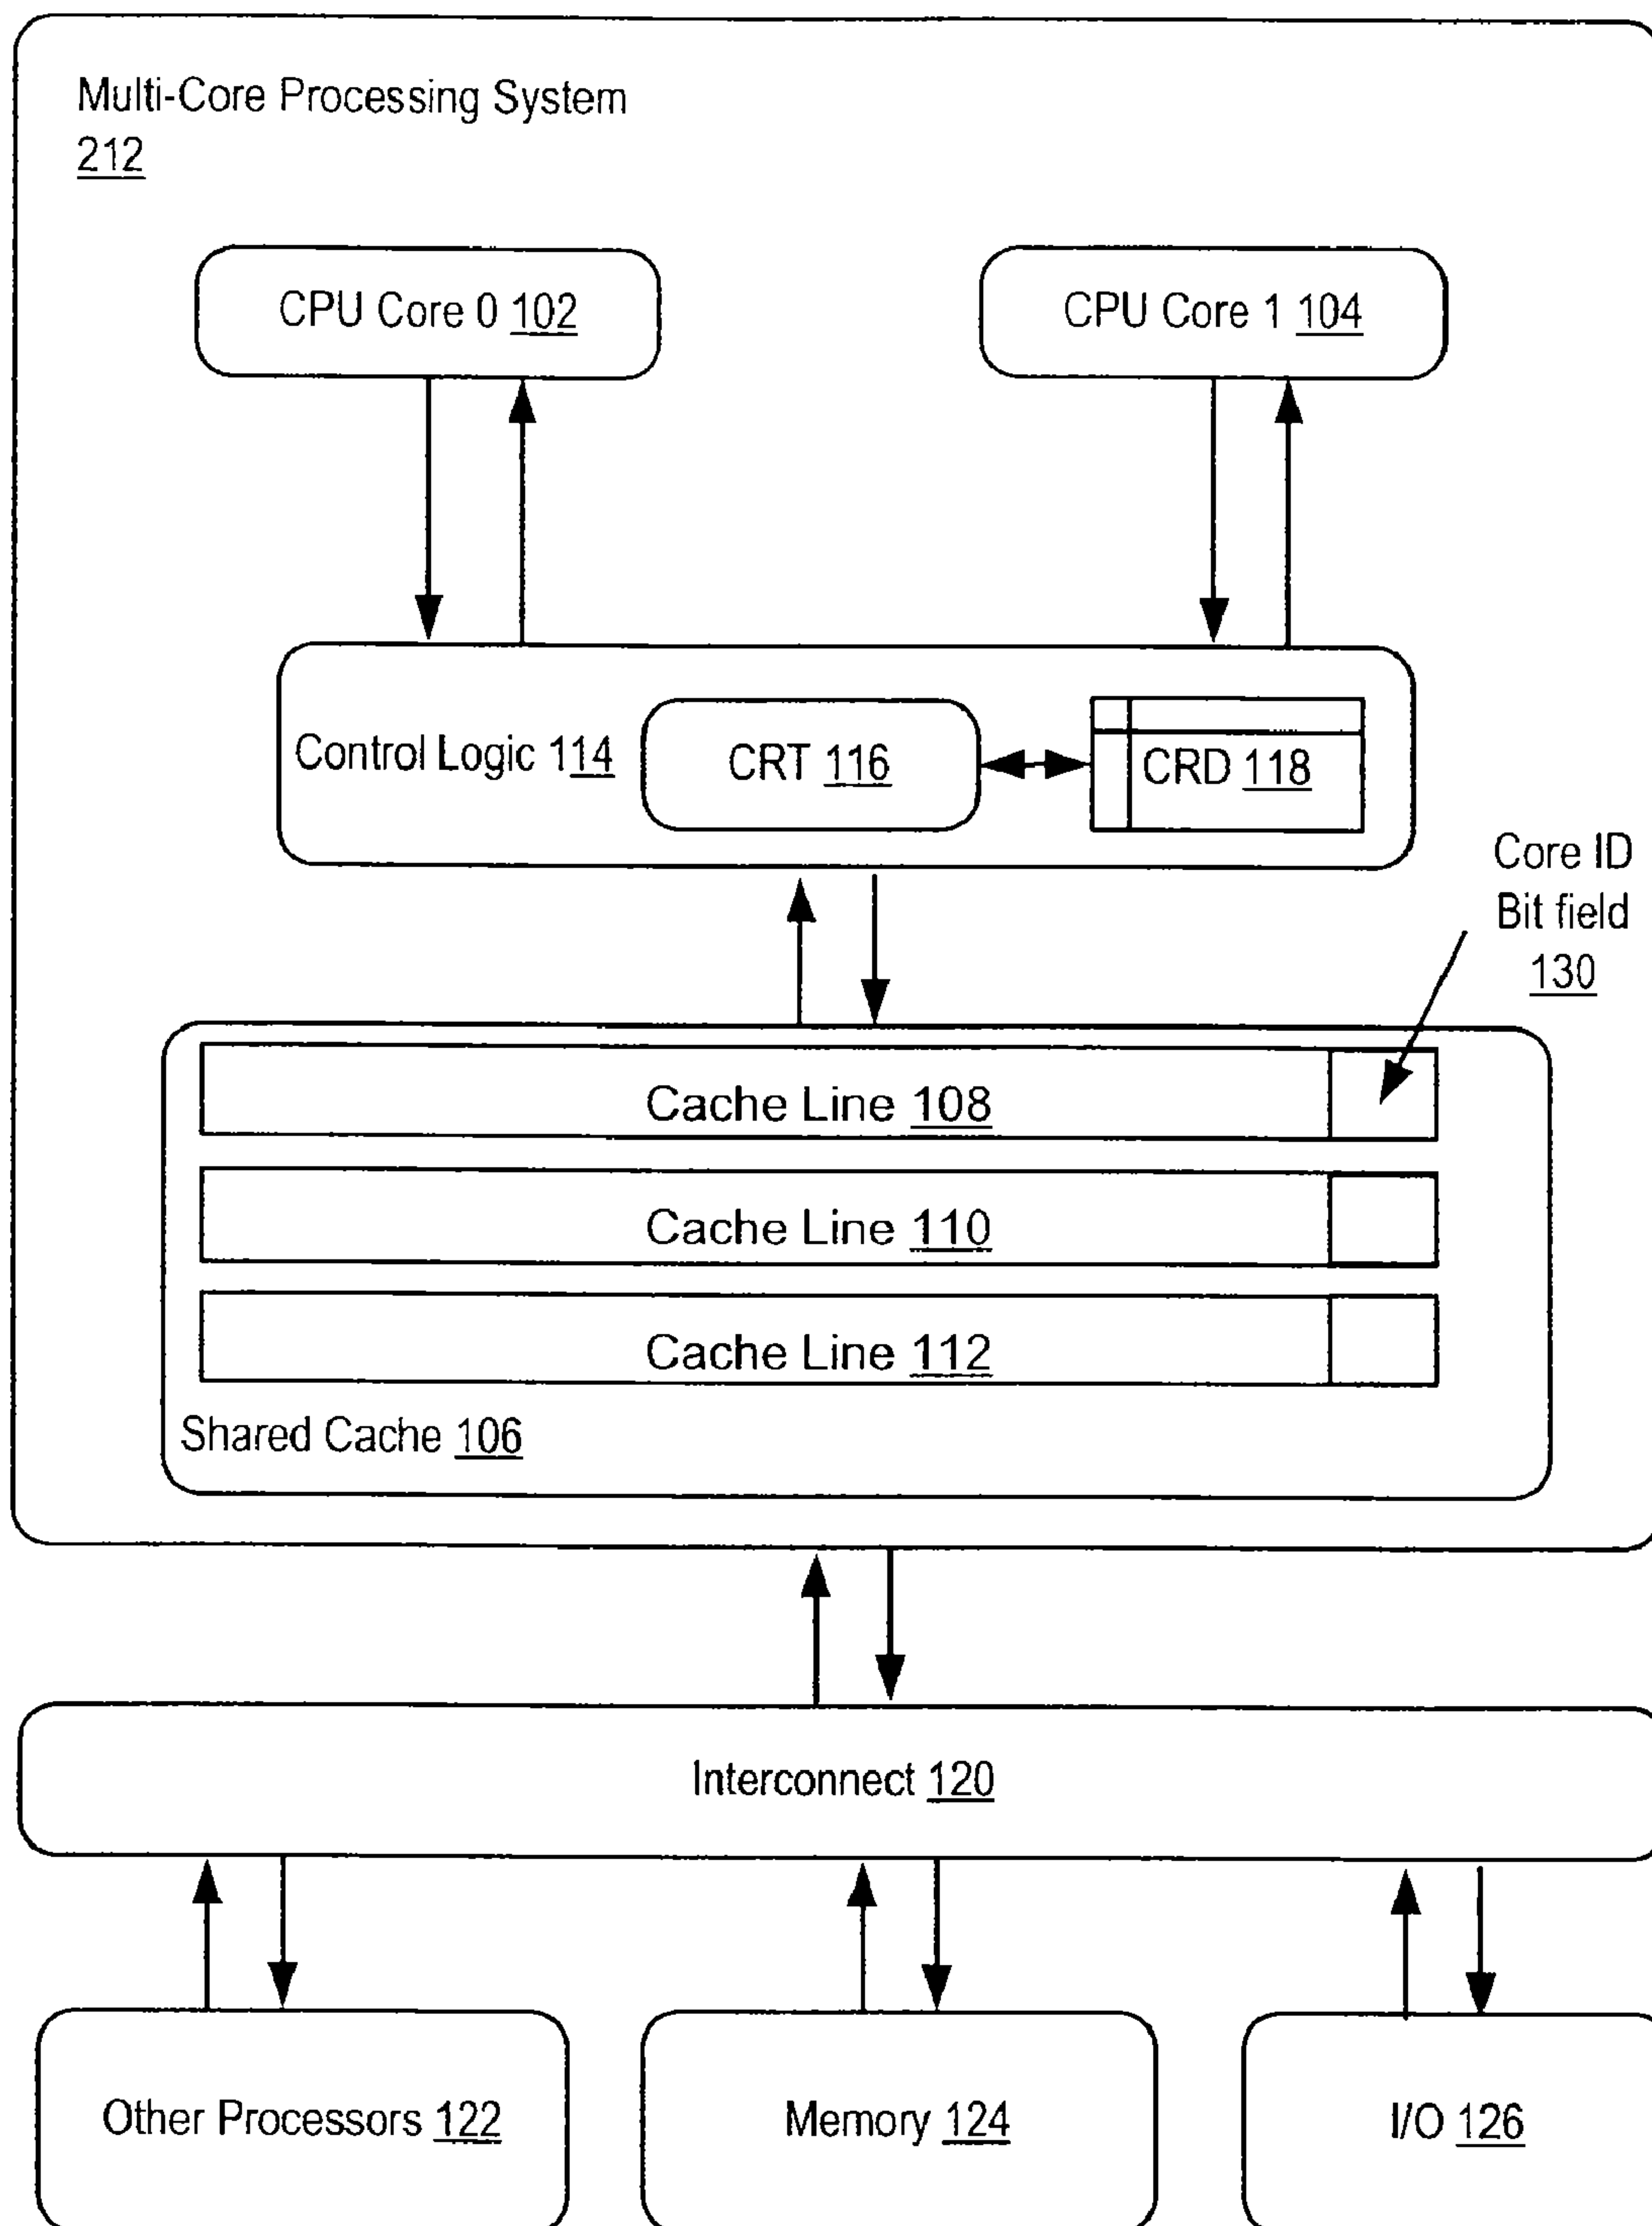 Multi-Core Processing System
212
CPU Core 0 102
CPU Core 1 104
Control Logic 114
CRT 116
CRD 118
Core ID
Bit field
130
Cache Line 108
Cache Line 110
Cache Line 112
Shared Cache 106
Interconnect 120
Other Processors 122
Memory 124
I/O 126